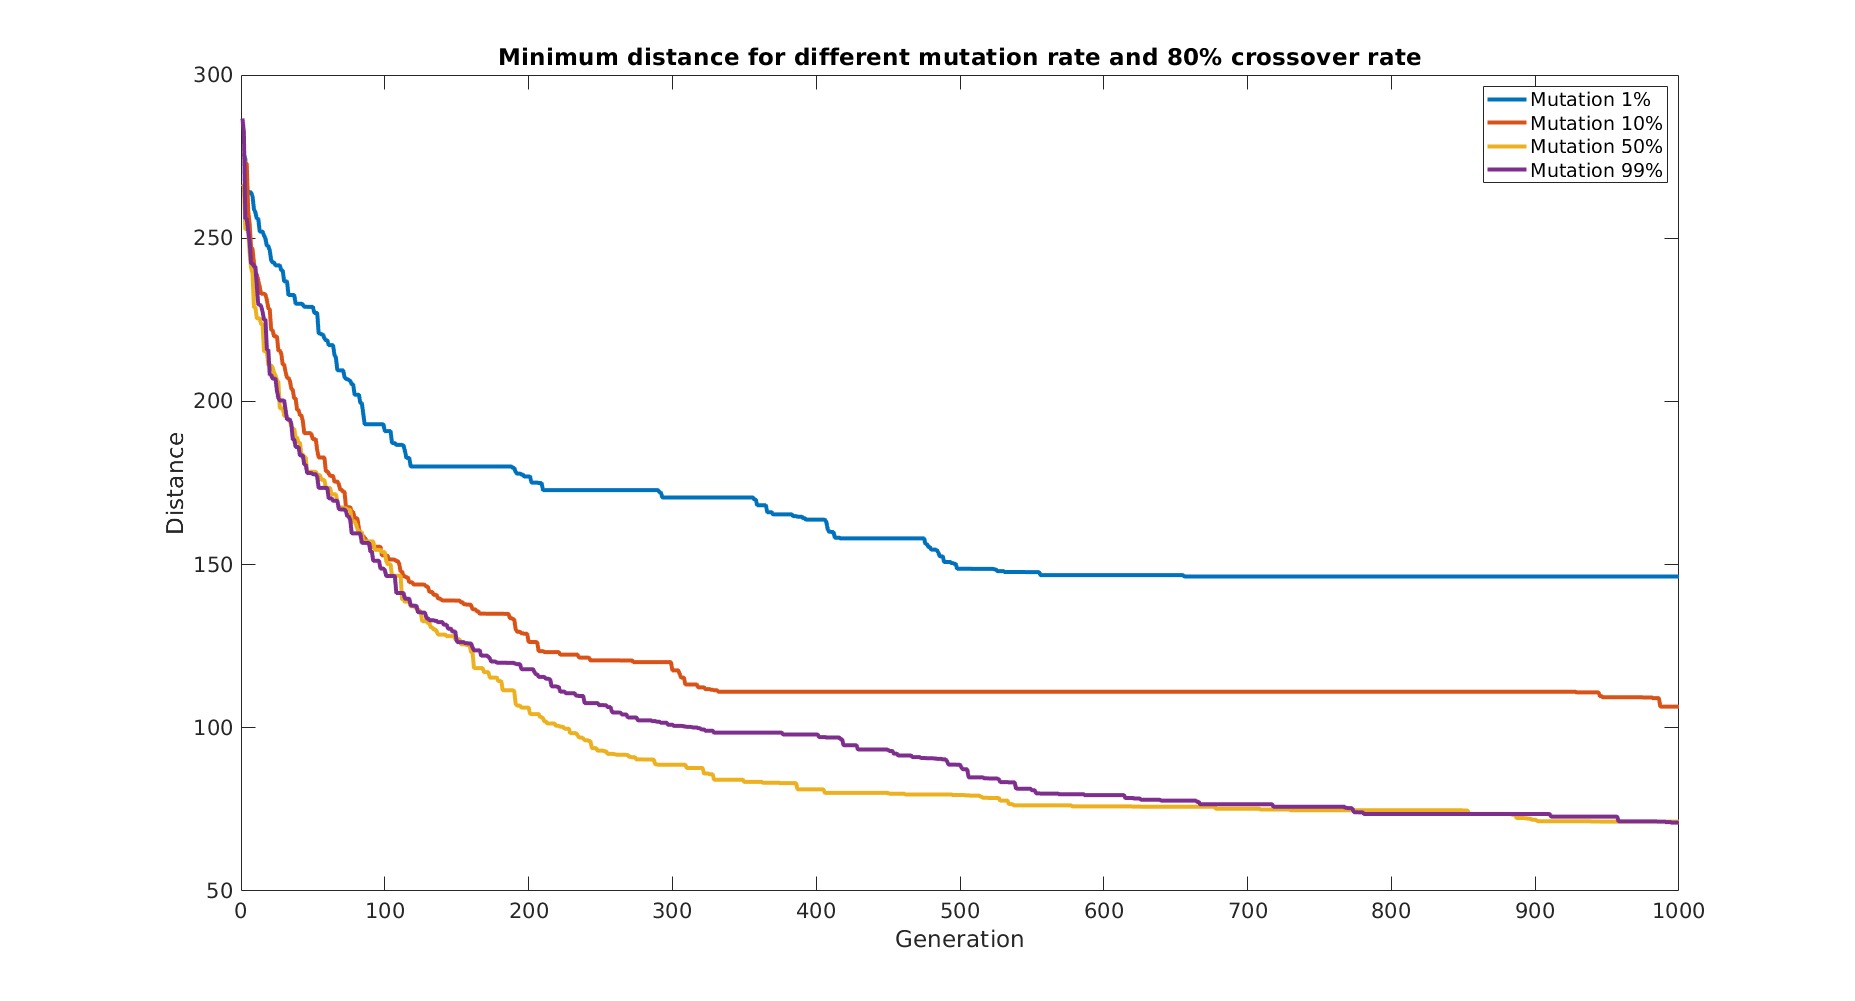 Minimum distance for different mutation rate and 80% crossover rate
300
250
200
150
100
50
Distance
0 100 200 300 400 500 600 700 800 900 1000
Generation
Mutation 1%
Mutation 10%
Mutation 50%
Mutation 99%